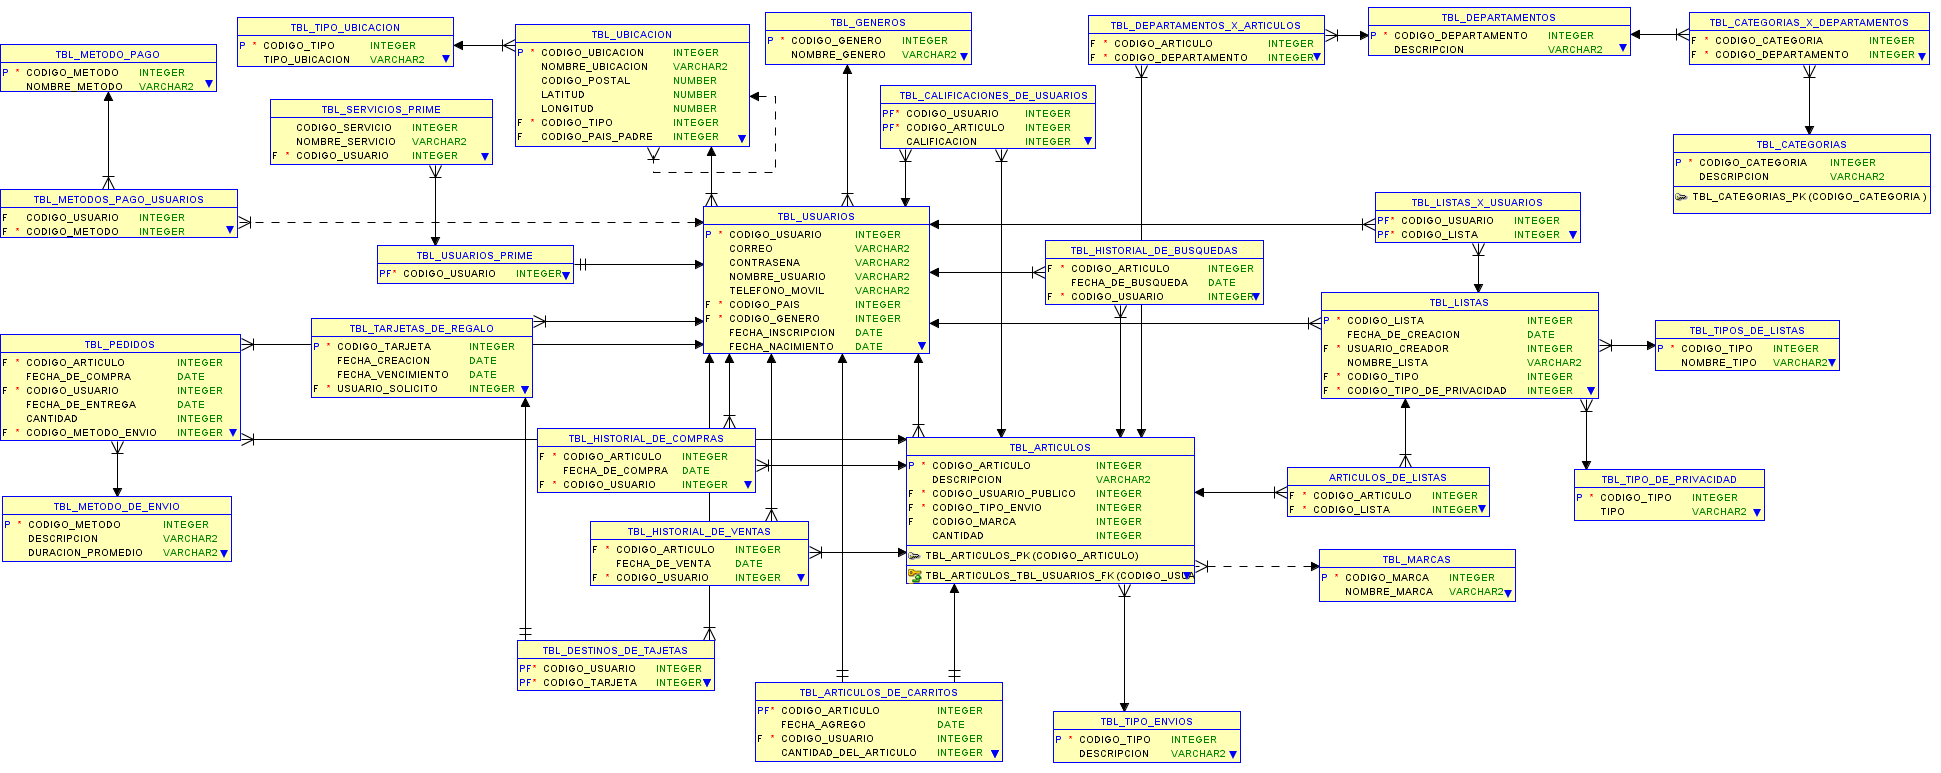 TBL_METODO_PAGO
P * CODIGO_METODO INTEGER
NOMBRE_METODO VARCHAR2
TBL_TIPO_UBICACION
P * CODIGO_TIPO INTEGER
TIPO_UBICACION VARCHAR2
TBL_UBICACION
P * CODIGO_UBICACION INTEGER
NOMBRE_UBICACION VARCHAR2
CODIGO_POSTAL NUMBER
LATITUD NUMBER
LONGITUD NUMBER
F * CODIGO_TIPO INTEGER
F CODIGO_PAIS_PADRE INTEGER
TBL_GENEROS
P * CODIGO_GENERO INTEGER
NOMBRE_GENERO VARCHAR2
TBL_DEPARTAMENTOS_X_ARTICULOS
F * CODIGO_ARTICULO INTEGER
F * CODIGO_DEPARTAMENTO INTEGER
TBL_DEPARTAMENTOS
P * CODIGO_DEPARTAMENTO INTEGER
DESCRIPCION VARCHAR2
TBL_CATEGORIAS_X_DEPARTAMENTOS
F * CODIGO_CATEGORIA INTEGER
F * CODIGO_DEPARTAMENTO INTEGER
TBL_SERVICIOS_PRIME
CODIGO_SERVICIO INTEGER
NOMBRE_SERVICIO VARCHAR2
F * CODIGO_USUARIO INTEGER
TBL_CALIFICACIONES_DE_USUARIOS
PF* CODIGO_USUARIO INTEGER
PF* CODIGO_ARTICULO INTEGER
CALIFICACION INTEGER
TBL_CATEGORIAS
P * CODIGO_CATEGORIA INTEGER
DESCRIPCION VARCHAR2
TBL_CATEGORIAS_PK (CODIGO_CATEGORIA )
TBL_METODOS_PAGO_USUARIOS
F CODIGO_USUARIO INTEGER
F * CODIGO_METODO INTEGER
TBL_USUARIOS_PRIME
PF* CODIGO_USUARIO INTEGER
TBL_USUARIOS
P * CODIGO_USUARIO INTEGER
CORREO VARCHAR2
CONTRASENA VARCHAR2
NOMBRE_USUARIO VARCHAR2
TELEFONO_MOVIL VARCHAR2
F * CODIGO_PAIS INTEGER
F * CODIGO_GENERO INTEGER
FECHA_INSCRIPCION DATE
FECHA_NACIMIENTO DATE
TBL_HISTORIAL_DE_BUSQUEDAS
F * CODIGO_ARTICULO INTEGER
FECHA_DE_BUSQUEDA DATE
F * CODIGO_USUARIO INTEGER
TBL_LISTAS_X_USUARIOS
PF* CODIGO_USUARIO INTEGER
PF* CODIGO_LISTA INTEGER
TBL_LISTAS
P * CODIGO_LISTA INTEGER
FECHA_DE_CREACION DATE
F * USUARIO_CREADOR INTEGER
NOMBRE_LISTA VARCHAR2
F * CODIGO_TIPO INTEGER
F * CODIGO_TIPO_DE_PRIVACIDAD INTEGER
TBL_TIPOS_DE_LISTAS
P * CODIGO_TIPO INTEGER
NOMBRE_TIPO VARCHAR2
TBL_PEDIDOS
F * CODIGO_ARTICULO INTEGER
FECHA_DE_COMPRA DATE
F * CODIGO_USUARIO INTEGER
FECHA_DE_ENTREGA DATE
CANTIDAD INTEGER
F * CODIGO_METODO_ENVIO INTEGER
TBL_TARJETAS_DE_REGALO
P * CODIGO_TARJETA INTEGER
FECHA_CREACION DATE
FECHA_VENCIMIENTO DATE
F * USUARIO_SOLICITO INTEGER
TBL_HISTORIAL_DE_COMPRAS
F * CODIGO_ARTICULO INTEGER
FECHA_DE_COMPRA DATE
F * CODIGO_USUARIO INTEGER
TBL_ARTICULOS
P * CODIGO_ARTICULO INTEGER
DESCRIPCION VARCHAR2
F * CODIGO_USUARIO_PUBLICO INTEGER
F * CODIGO_TIPO_ENVIO INTEGER
F CODIGO_MARCA INTEGER
CANTIDAD INTEGER
TBL_ARTICULOS_PK (CODIGO_ARTICULO)
TBL_ARTICULOS_TBL_USUARIOS_FK (CODIGO_USUA
ARTICULOS_DE_LISTAS
F * CODIGO_ARTICULO INTEGER
F * CODIGO_LISTA INTEGER
TBL_TIPO_DE_PRIVACIDAD
P * CODIGO_TIPO INTEGER
TIPO VARCHAR2
TBL_METODO_DE_ENVIO
P * CODIGO_METODO INTEGER
DESCRIPCION VARCHAR2
DURACION_PROMEDIO VARCHAR2
TBL_HISTORIAL_DE_VENTAS
F * CODIGO_ARTICULO INTEGER
FECHA_DE_VENTA DATE
F * CODIGO_USUARIO INTEGER
TBL_MARCAS
P * CODIGO_MARCA INTEGER
NOMBRE_MARCA VARCHAR2
TBL_DESTINOS_DE_TAJETAS
PF* CODIGO_USUARIO INTEGER
PF* CODIGO_TARJETA INTEGER
TBL_ARTICULOS_DE_CARRITOS
PF* CODIGO_ARTICULO INTEGER
FECHA_AGREGO DATE
F * CODIGO_USUARIO INTEGER
CANTIDAD_DEL_ARTICULO INTEGER
TBL_TIPO_ENVIOS
P * CODIGO_TIPO INTEGER
DESCRIPCION VARCHAR2